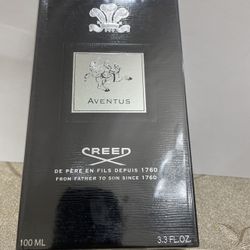 AVENTUS
CREED
DE PÈRE EN FILS DEPUIS 1760
FROM FATHER TO SON SINCE 1760
100 ML 3.3 FL.OZ.